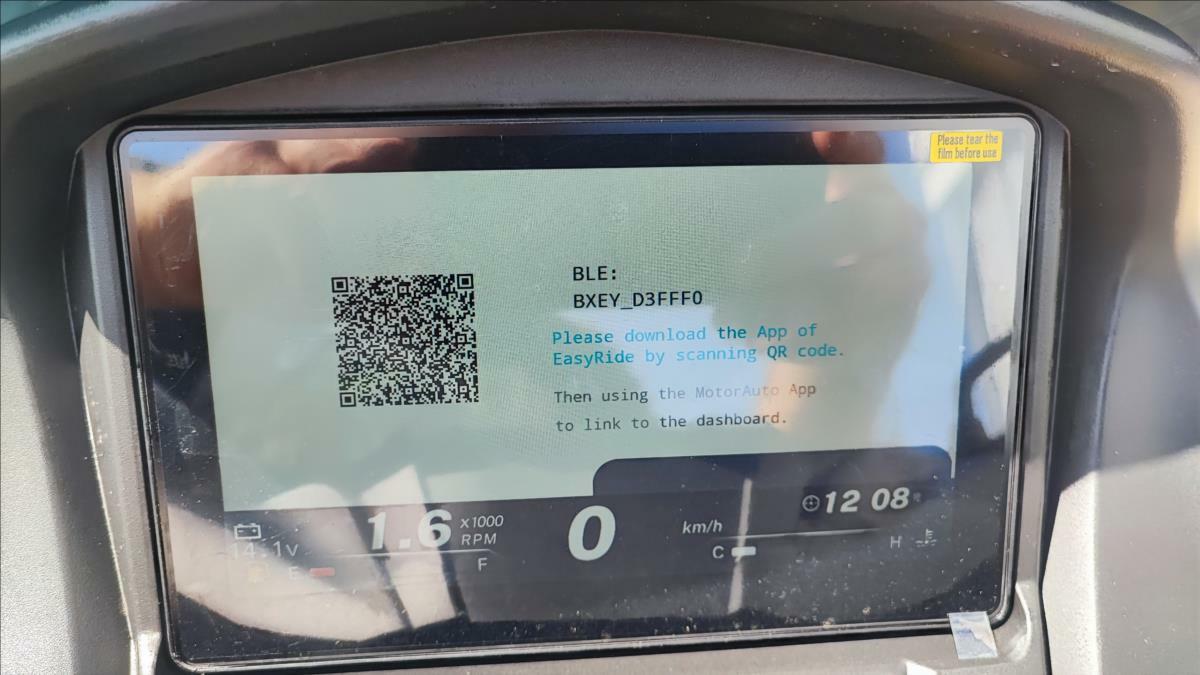 Please tear the
film before use
BLE:
BXEY_D3FFF0
Please download the App of
EasyRide by scanning QR code.
Then using the MotorAuto App
to link to the dashboard.
12 08
14.1v
1.6 x1000
RPM
0 km/h
E F
C H